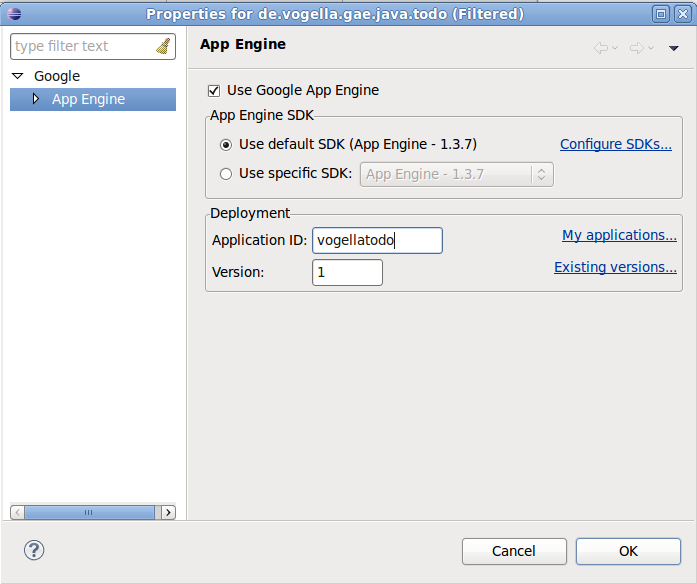 Properties for de.vogella.gae.java.todo (Filtered)
type filter text
Google
App Engine
App Engine
Use Google App Engine
App Engine SDK
Use default SDK (App Engine - 1.3.7) Configure SDKs...
Use specific SDK: App Engine - 1.3.7
Deployment
Application ID: vogellatodo My applications...
Version: 1 Existing versions...
? Cancel OK